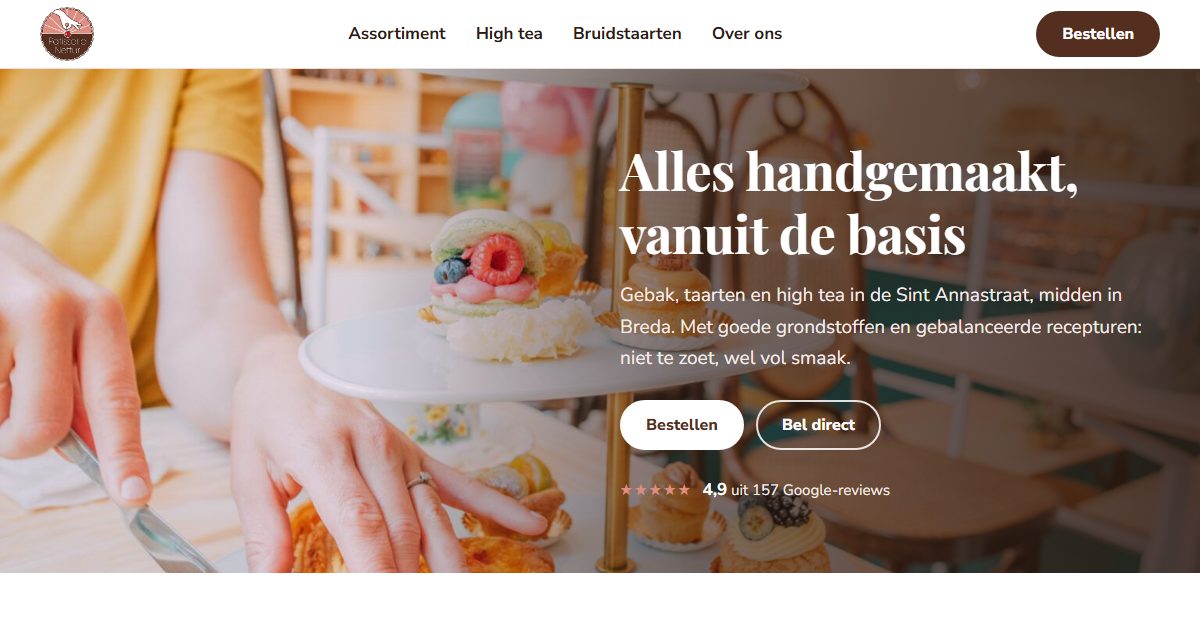 Patisserie
Nettur
Assortiment
High tea
Bruidstaarten
Over ons
Bestellen
Alles handgemaakt,
vanuit de basis
Gebak, taarten en high tea in de Sint Annastraat, midden in
Breda. Met goede grondstoffen en gebalanceerde recepturen:
niet te zoet, wel vol smaak.
Bestellen
Bel direct
★★★★★ 4,9 uit 157 Google-reviews